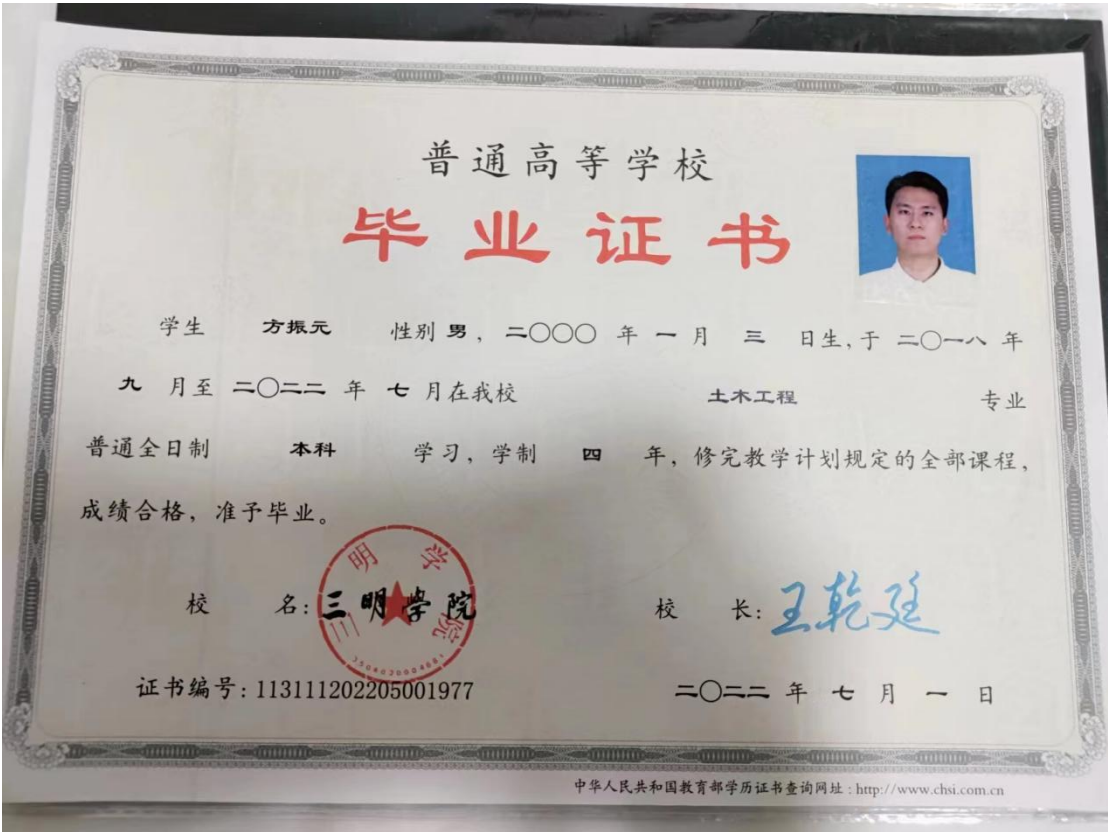 普通高等学校
毕业证书
学生 方振元 性别 男，二〇〇〇 年 一 月 三 日生，于 二〇一八 年
九 月至 二〇二二 年 七 月在我校 土木工程 专业
普通全日制 本科 学习，学制 四 年，修完教学计划规定的全部课程，
成绩合格，准予毕业。
校 名：三明学院
三明学院
3504030004681
校 长：王乾廷
证书编号：113111202205001977
二〇二二 年 七 月 一 日
中华人民共和国教育部学历证书查询网址：http://www.chsi.com.cn